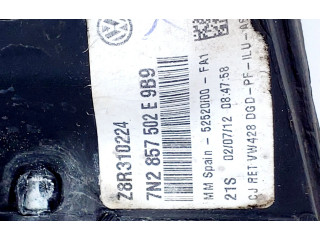 Z8R310224
7N2 857 502 E 9B9
MM Spain - 52520100 - FA1
21S 02/07/12 08:47:58
CJ RET VW428 DGD-PF-ILU-AS